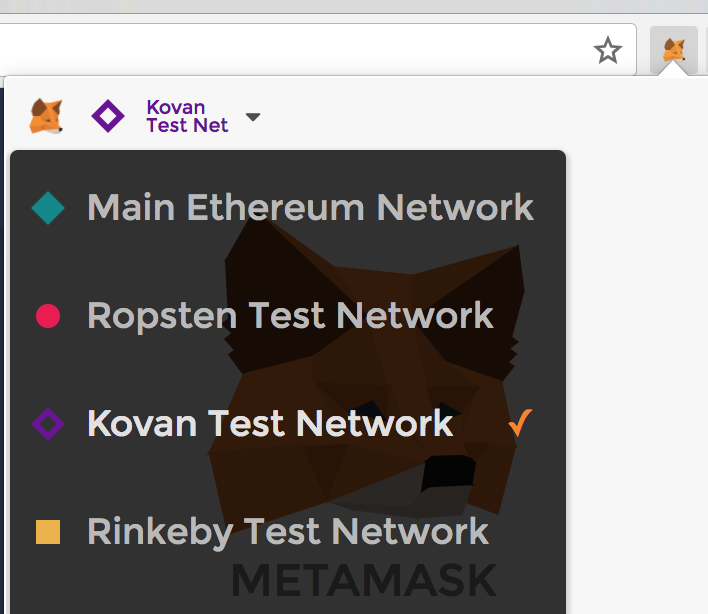 Kovan
Test Net
Main Ethereum Network
Ropsten Test Network
Kovan Test Network
Rinkeby Test Network
METAMASK